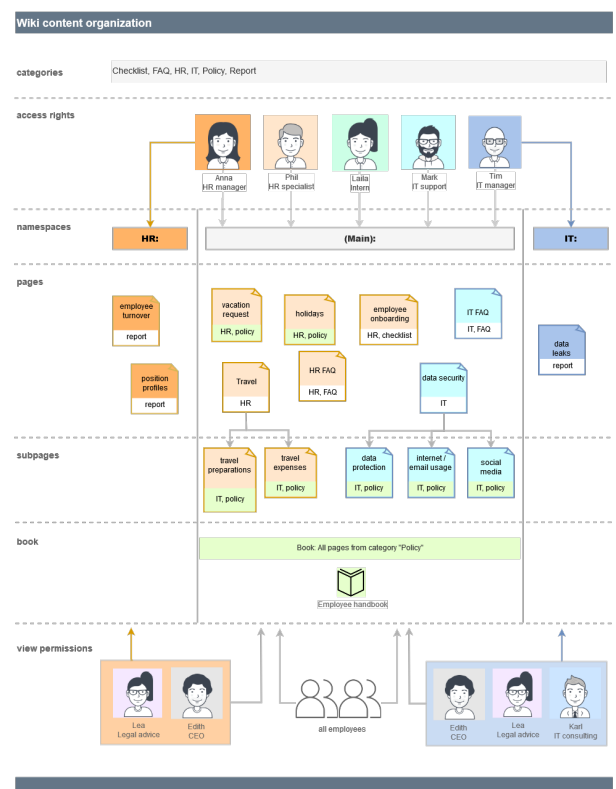 Wiki content organization
categories
Checklist, FAQ, HR, IT, Policy, Report
access rights
Anna
HR manager
Phil
HR specialist
Laila
Intern
Mark
IT support
Tim
IT manager
namespaces
HR:
(Main):
IT:
pages
employee
turnover
report
vacation
request
HR, policy
holidays
HR, policy
employee
onboarding
HR, checklist
IT FAQ
IT, FAQ
data
leaks
report
position
profiles
report
Travel
HR
HR FAQ
HR, FAQ
data security
IT
subpages
travel
preparations
IT, policy
travel
expenses
IT, policy
data
protection
IT, policy
internet /
email usage
IT, policy
social
media
IT, policy
book
Book: All pages from category "Policy"
Employee handbook
view permissions
Lea
Legal advice
Edith
CEO
all employees
Edith
CEO
Lea
Legal advice
Karl
IT consulting